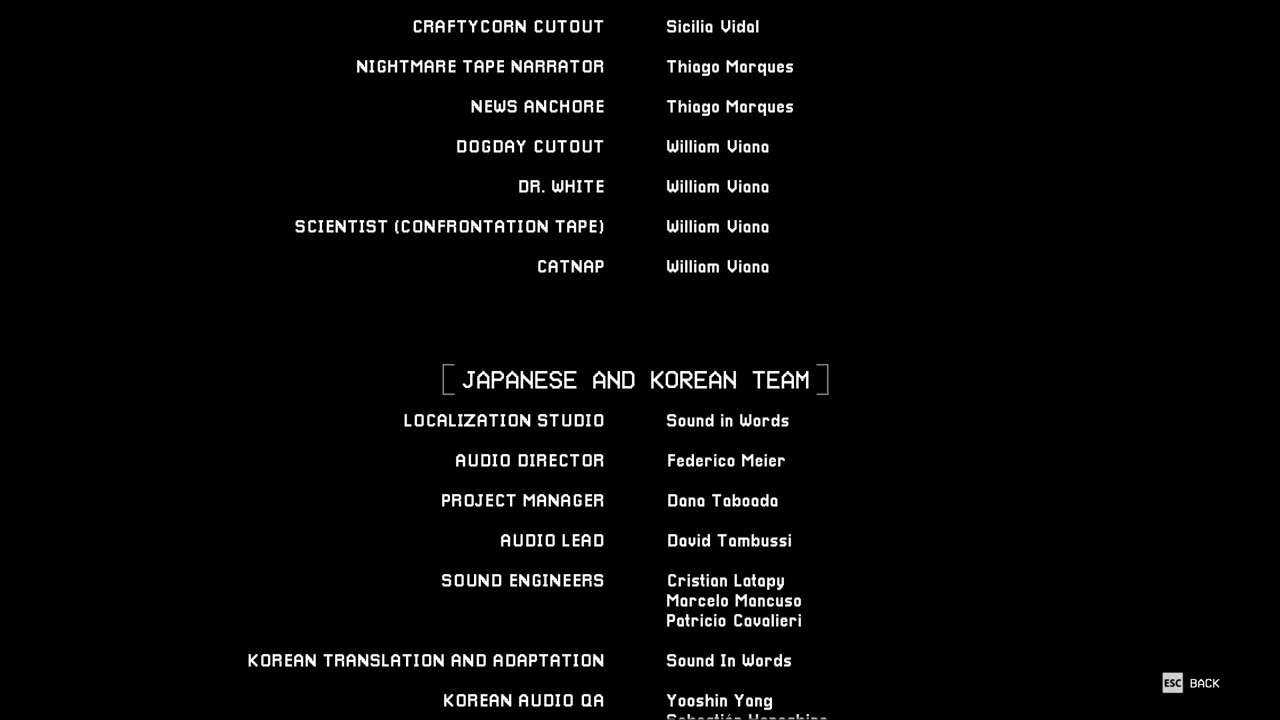 CRAFTYCORN CUTOUT Sicilia Vidal
NIGHTMARE TAPE NARRATOR Thiago Marques
NEWS ANCHORE Thiago Marques
DOGDAY CUTOUT William Viana
DR. WHITE William Viana
SCIENTIST (CONFRONTATION TAPE) William Viana
CATNAP William Viana
JAPANESE AND KOREAN TEAM
LOCALIZATION STUDIO Sound in Words
AUDIO DIRECTOR Federico Meier
PROJECT MANAGER Dana Taboada
AUDIO LEAD David Tambussi
SOUND ENGINEERS Cristian Latapy
Marcelo Mancuso
Patricio Cavalieri
KOREAN TRANSLATION AND ADAPTATION Sound In Words
ESC BACK
KOREAN AUDIO QA Yooshin Yang